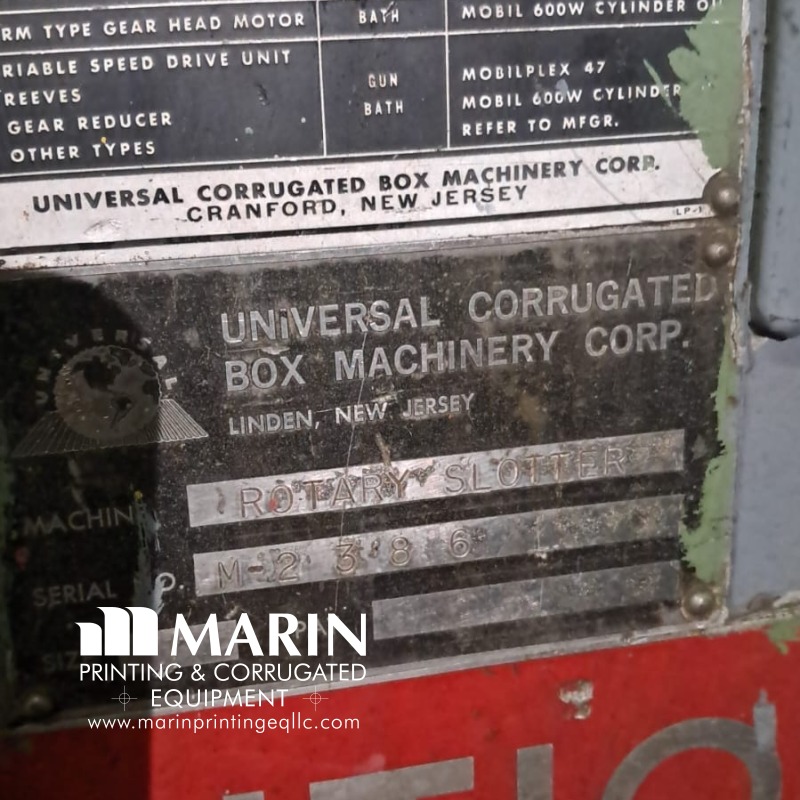 RM TYPE GEAR HEAD MOTOR BATH MOBIL 600W CYLINDER
RIABLE SPEED DRIVE UNIT
REEVES GUN MOBILPLEX 47
GEAR REDUCER BATH MOBIL 600W CYLINDER
OTHER TYPES REFER TO MFGR.
UNIVERSAL CORRUGATED BOX MACHINERY CORP.
CRANFORD, NEW JERSEY
LP-1
UNIVERSAL
UNIVERSAL CORRUGATED
BOX MACHINERY CORP.
LINDEN, NEW JERSEY
MACHIN
ROTARY SLOTTER
SERIAL
M-2386
MARIN
PRINTING & CORRUGATED
EQUIPMENT
www.marinprintingeqllc.com